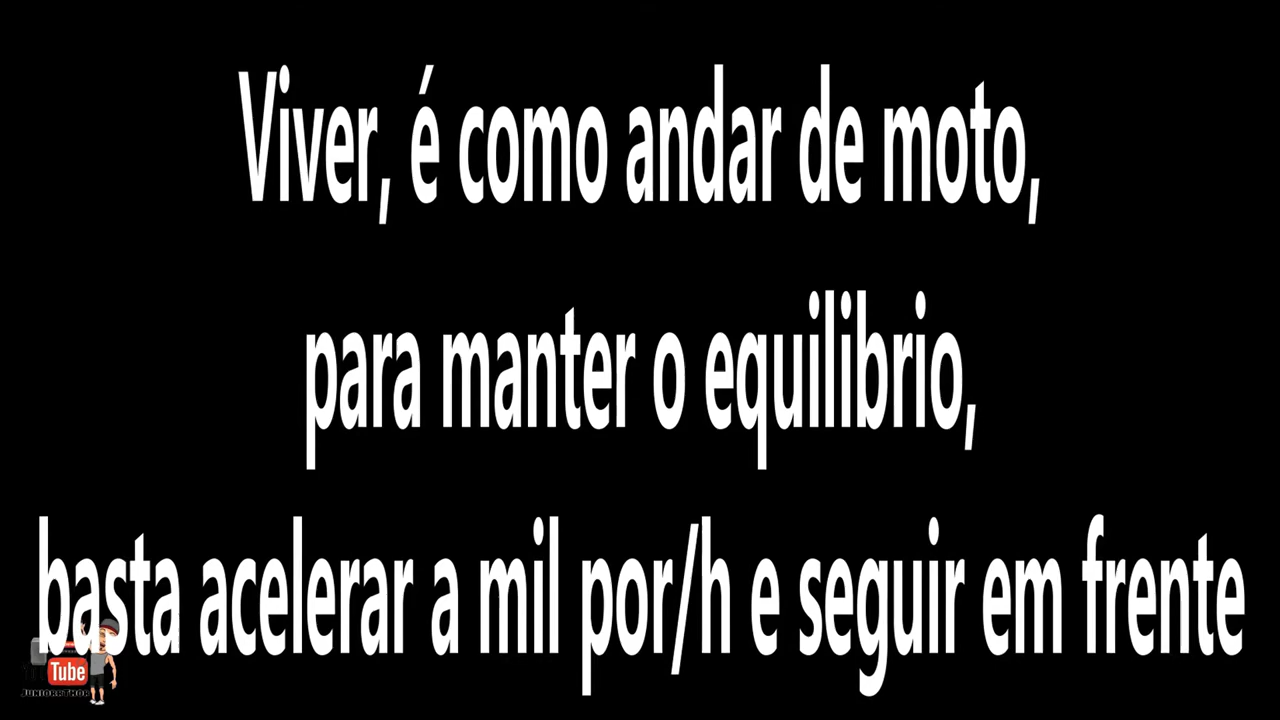 Viver, é como andar de moto,
para manter o equilibrio,
basta acelerar a mil por/h e seguir em frente
Tube